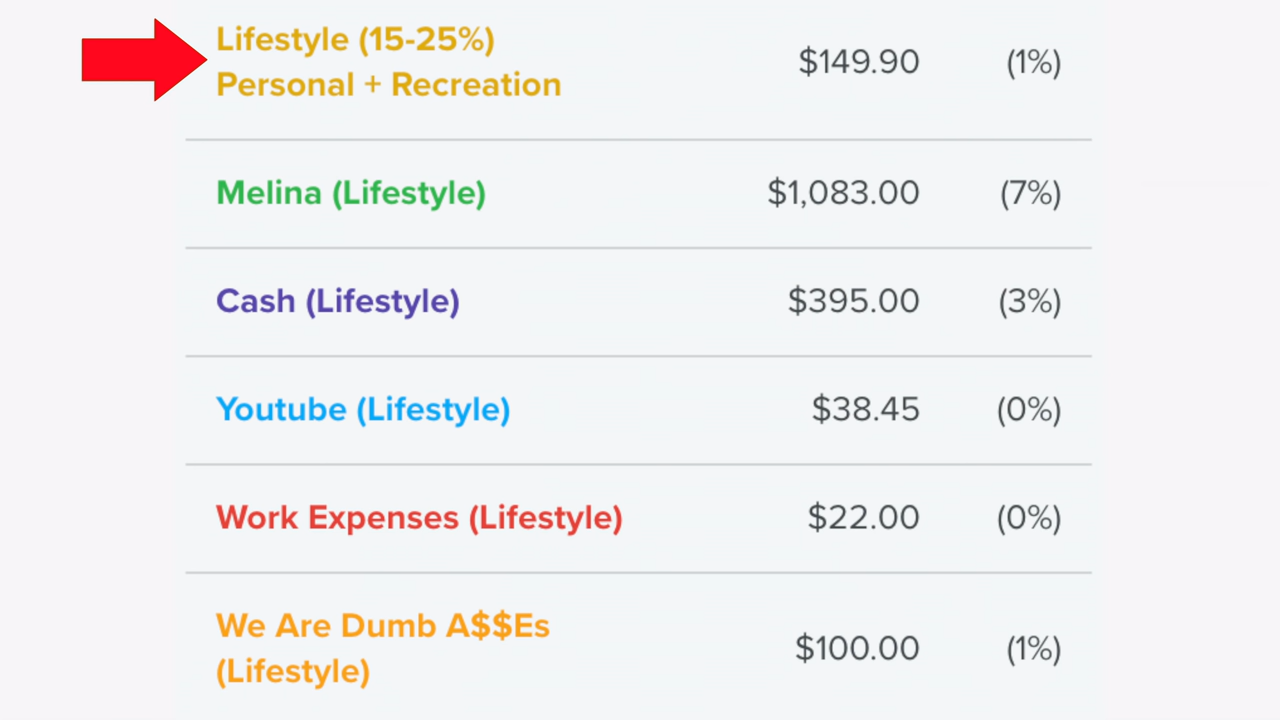 Lifestyle (15-25%)
Personal + Recreation $149.90 (1%)
Melina (Lifestyle) $1,083.00 (7%)
Cash (Lifestyle) $395.00 (3%)
Youtube (Lifestyle) $38.45 (0%)
Work Expenses (Lifestyle) $22.00 (0%)
We Are Dumb A$$Es
(Lifestyle) $100.00 (1%)